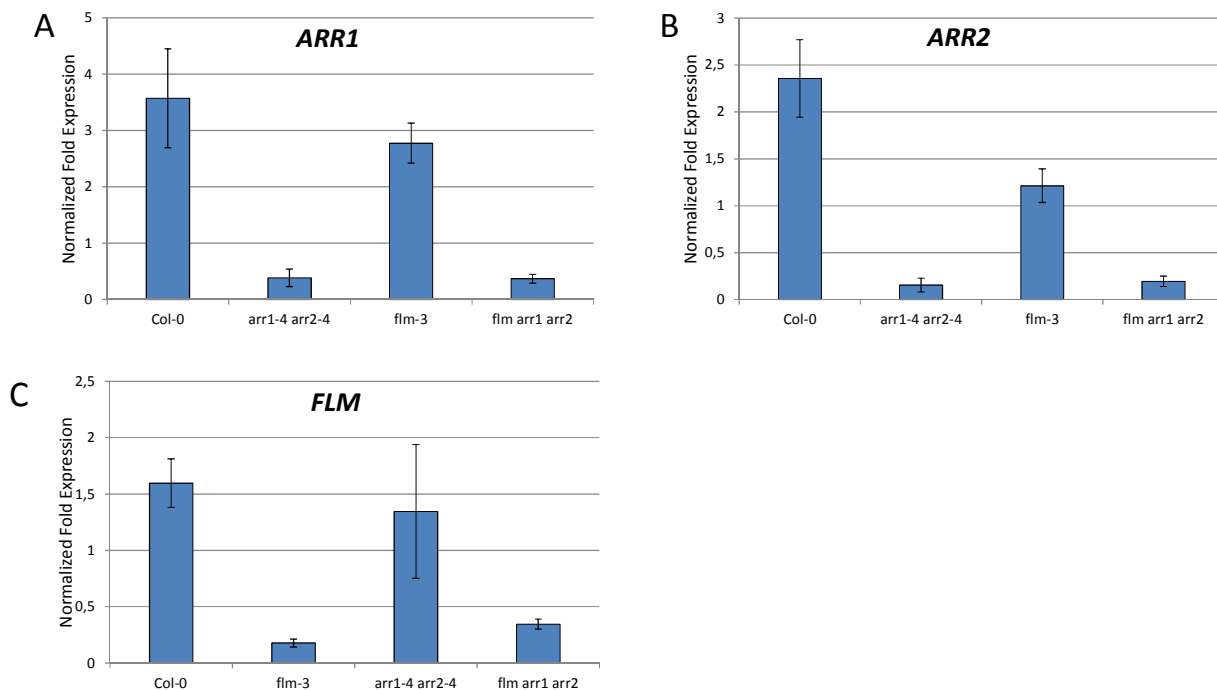 A
ARR1
Normalized Fold Expression
5
4
3
2
1
0
Col-0
arr1-4 arr2-4
flm-3
flm arr1 arr2
B
ARR2
Normalized Fold Expression
3
2,5
2
1,5
1
0,5
0
Col-0
arr1-4 arr2-4
flm-3
flm arr1 arr2
C
FLM
Normalized Fold Expression
2,5
2
1,5
1
0,5
0
Col-0
flm-3
arr1-4 arr2-4
flm arr1 arr2